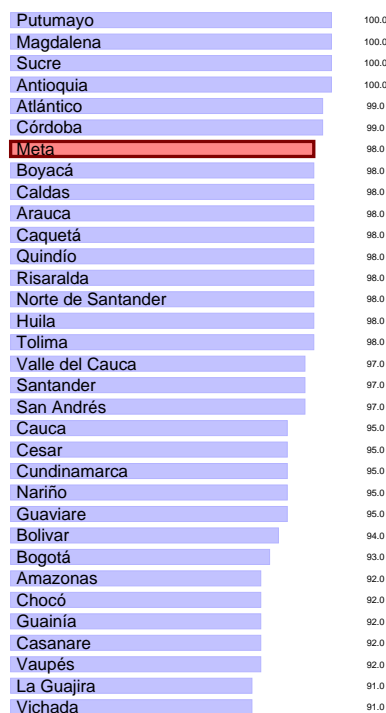 Putumayo 100.0
Magdalena 100.0
Sucre 100.0
Antioquia 100.0
Atlántico 99.0
Córdoba 99.0
Meta 98.0
Boyacá 98.0
Caldas 98.0
Arauca 98.0
Caquetá 98.0
Quindío 98.0
Risaralda 98.0
Norte de Santander 98.0
Huila 98.0
Tolima 98.0
Valle del Cauca 97.0
Santander 97.0
San Andrés 97.0
Cauca 95.0
Cesar 95.0
Cundinamarca 95.0
Nariño 95.0
Guaviare 95.0
Bolivar 94.0
Bogotá 93.0
Amazonas 92.0
Chocó 92.0
Guainía 92.0
Casanare 92.0
Vaupés 92.0
La Guajira 91.0
Vichada 91.0